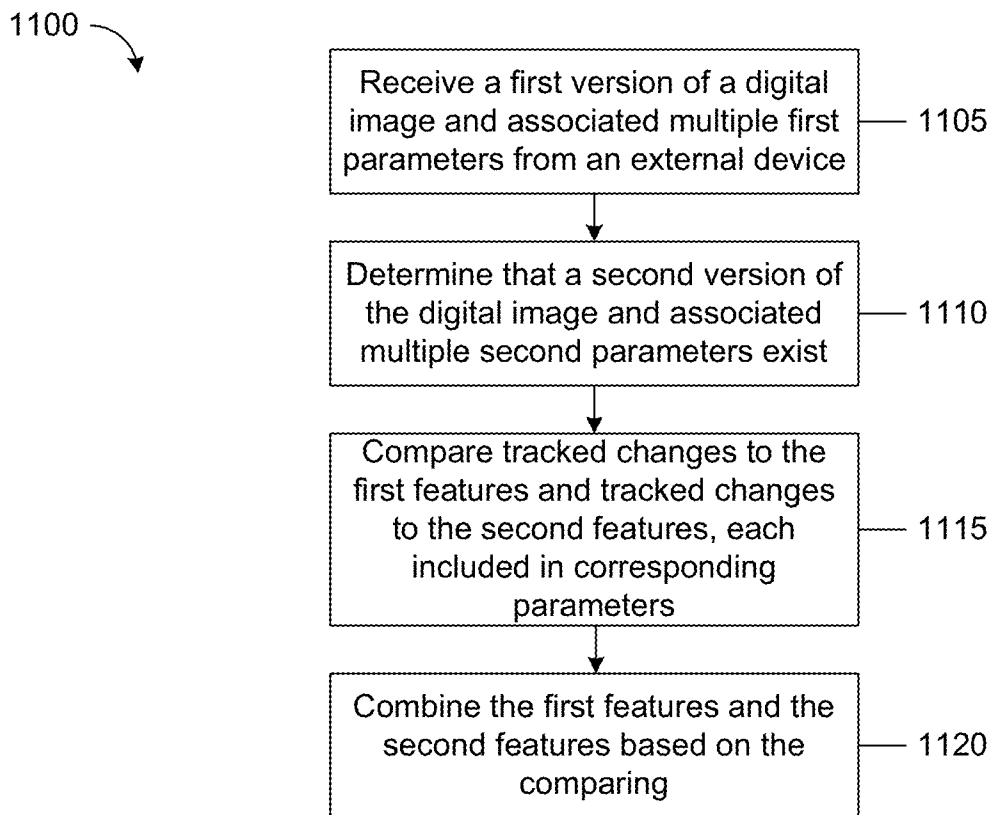 1100
Receive a first version of a digital
image and associated multiple first
parameters from an external device
1105
Determine that a second version of
the digital image and associated
multiple second parameters exist
1110
Compare tracked changes to the
first features and tracked changes
to the second features, each
included in corresponding
parameters
1115
Combine the first features and the
second features based on the
comparing
1120